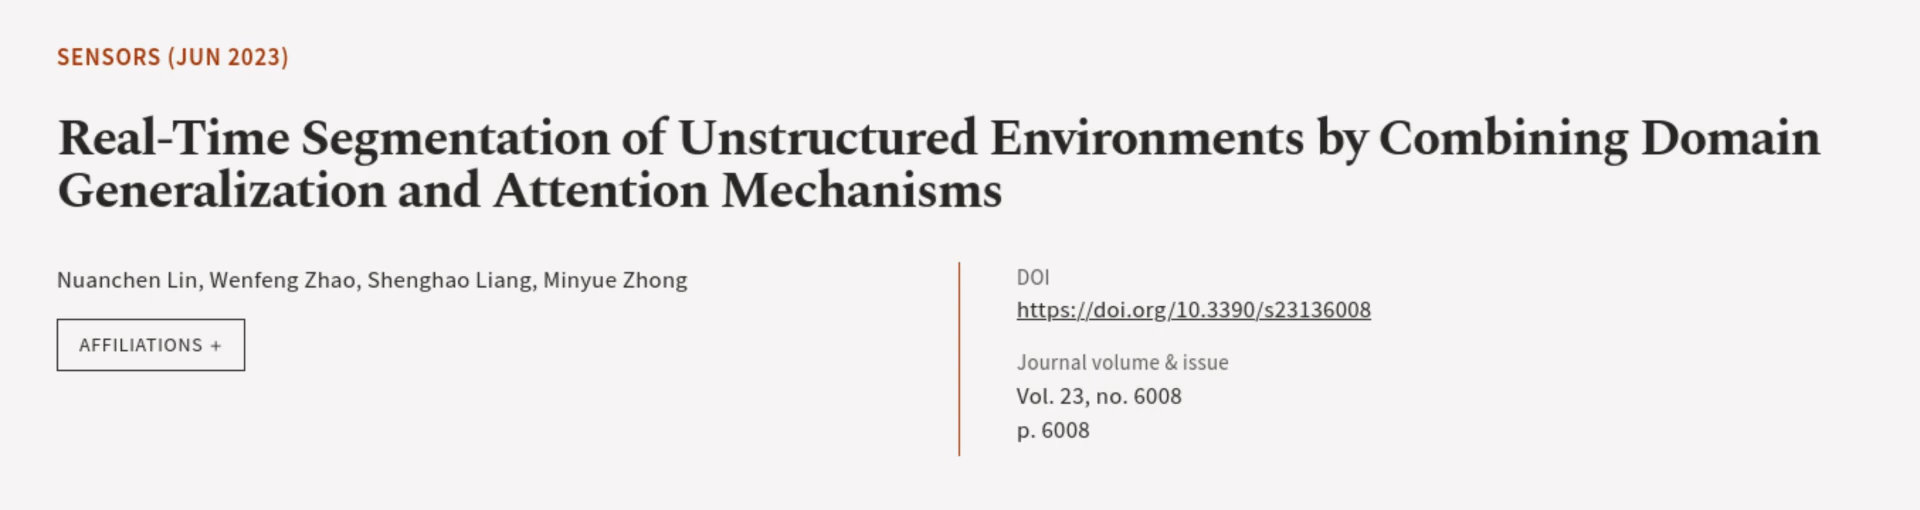 SENSORS (JUN 2023)
Real-Time Segmentation of Unstructured Environments by Combining Domain
Generalization and Attention Mechanisms
Nuanchen Lin, Wenfeng Zhao, Shenghao Liang, Minyue Zhong
AFFILIATIONS +
DOI
https://doi.org/10.3390/s23136008
Journal volume & issue
Vol. 23, no. 6008
p. 6008